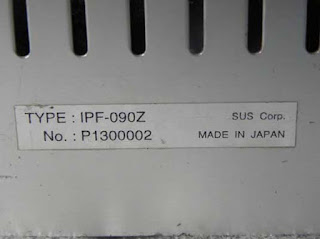 TYPE : IPF-090Z SUS Corp.
No. : P1300002 MADE IN JAPAN